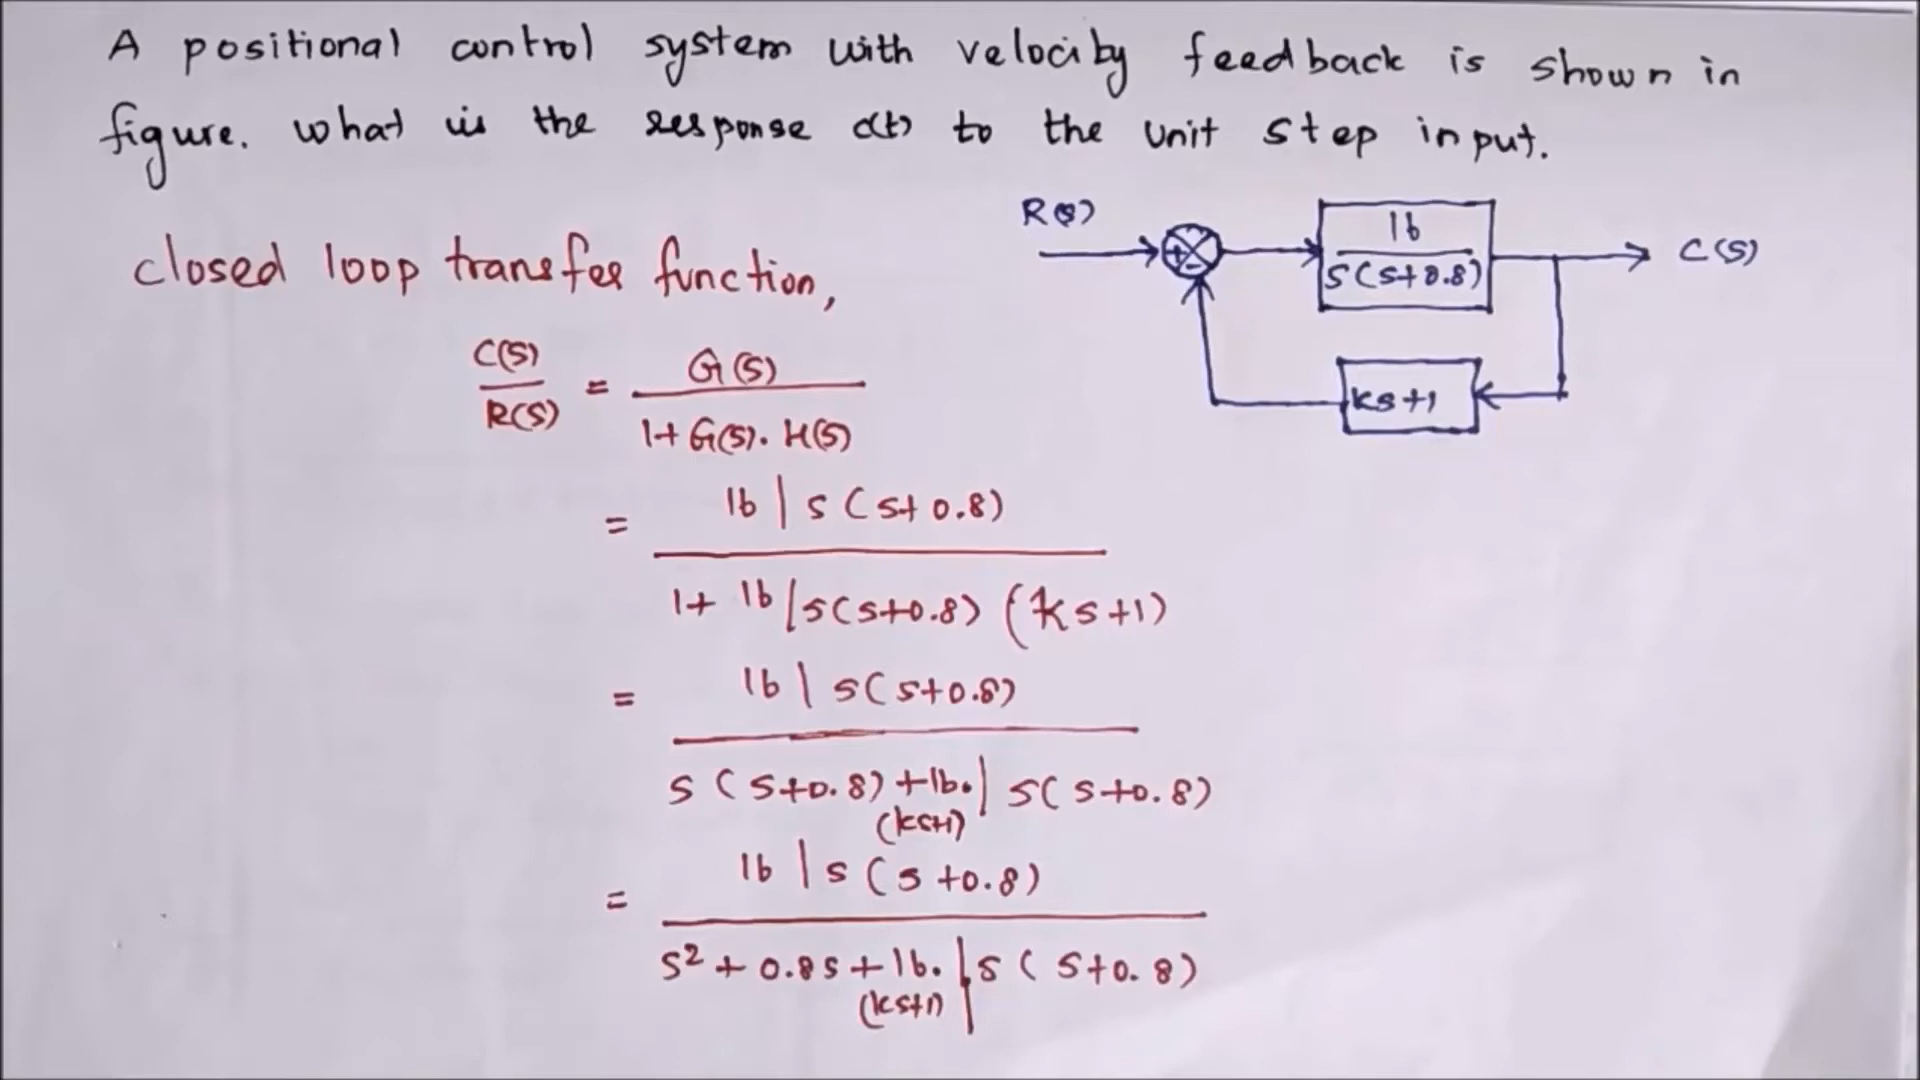 A positional control system with velocity feedback is shown in
figure. what is the response c(t) to the unit step input.
R(s)
16
s(s+0.8)
C(s)
ks+1
closed loop transfer function,
C(s)
R(s)
=
G(s)
1+ G(s). H(s)
= 16 | s (s+0.8)
1+ 16 / s(s+0.8) (ks+1)
= 16 | s(s+0.8)
s (s+0.8) +16. | s(s+0.8)
(ks+1)
= 16 | s (s+0.8)
s² + 0.8s + 16. | s (s+0.8)
(ks+1)